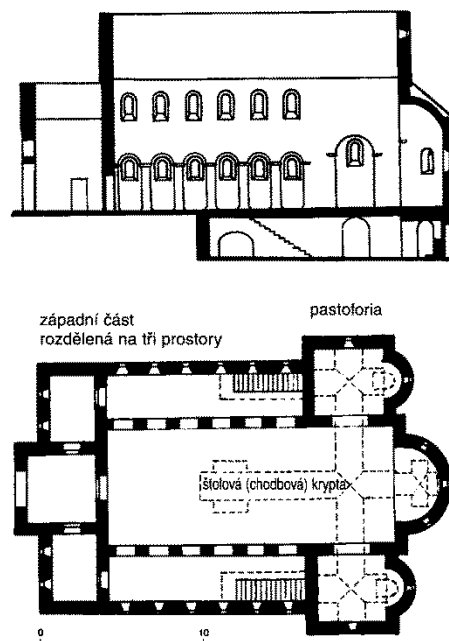 západní část
rozdělená na tři prostory
pastoforia
štolová (chodbová) krypta
0
10